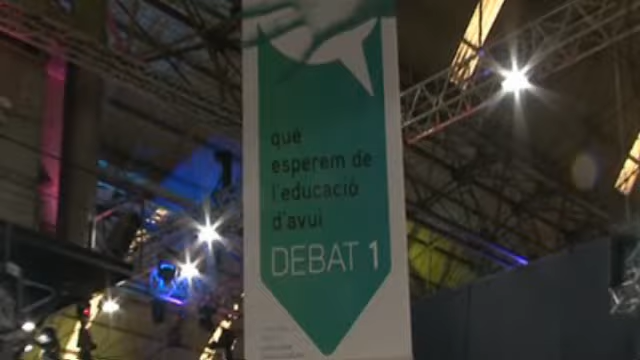 què
esperem de
l'educació
d'avui
DEBAT 1